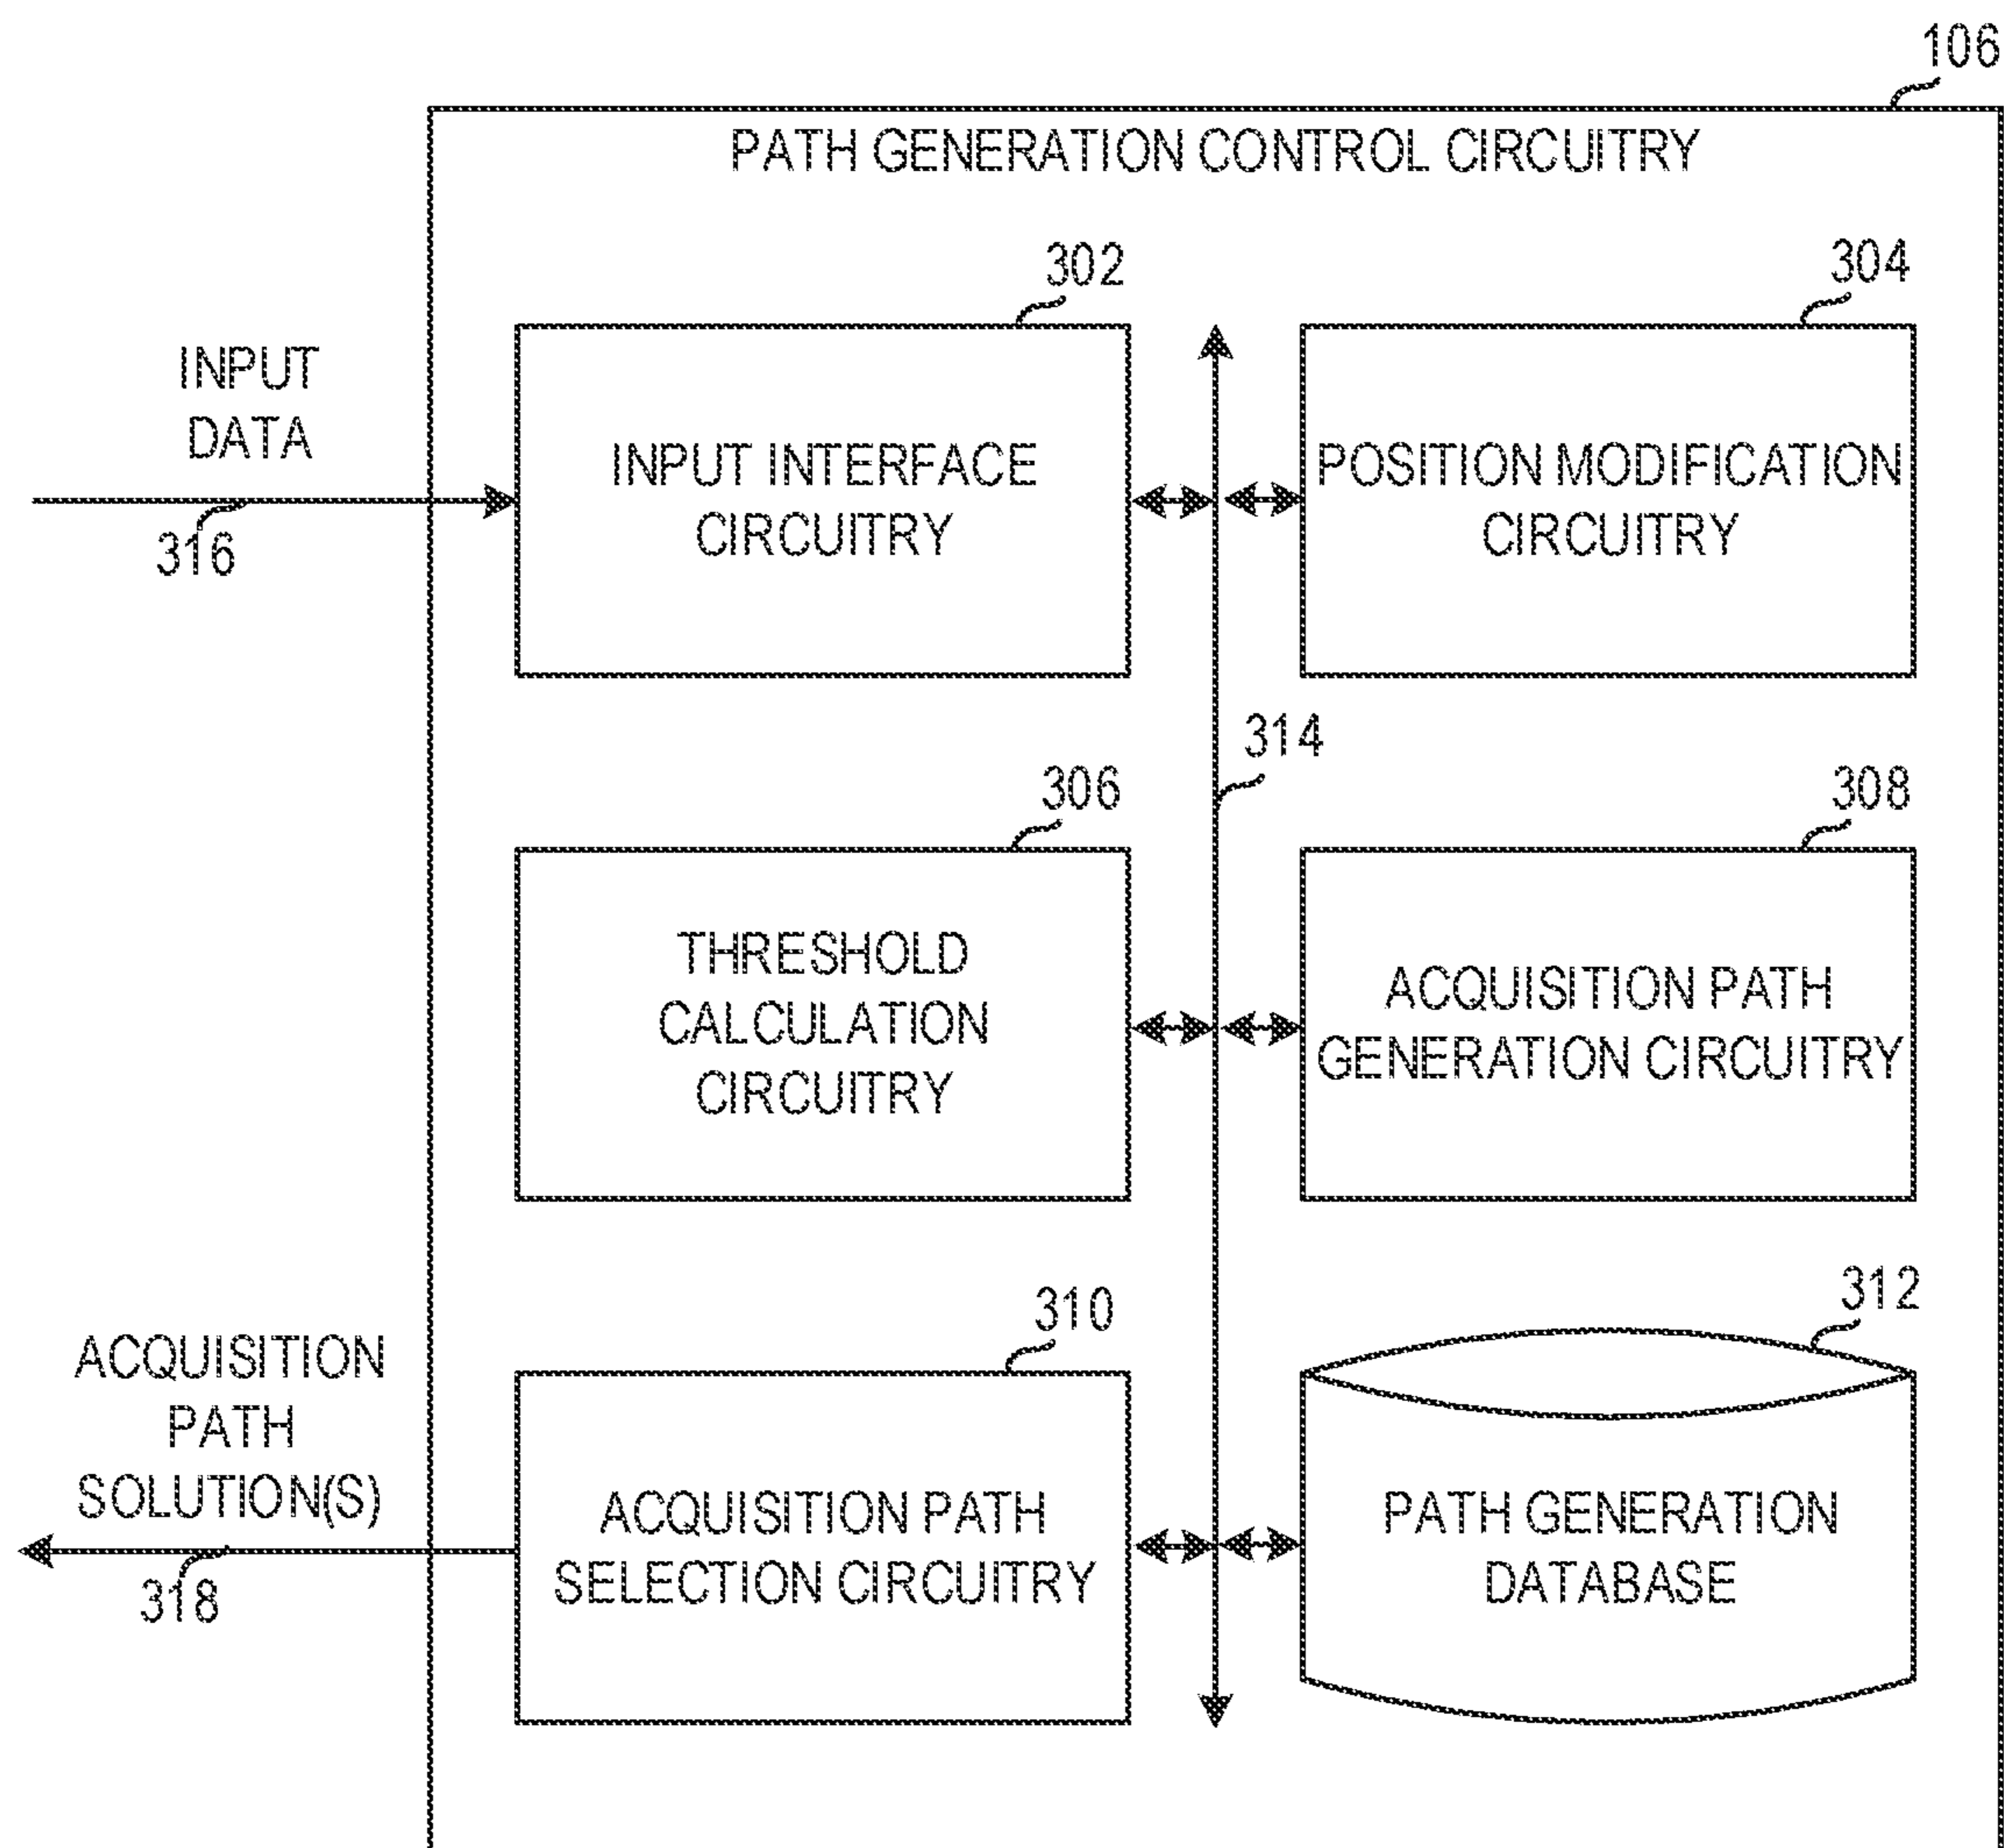 106
PATH GENERATION CONTROL CIRCUITRY
302
304
INPUT
DATA
316
INPUT INTERFACE
CIRCUITRY
POSITION MODIFICATION
CIRCUITRY
314
306
308
THRESHOLD
CALCULATION
CIRCUITRY
ACQUISITION PATH
GENERATION CIRCUITRY
310
312
ACQUISITION
PATH
SOLUTION(S)
318
ACQUISITION PATH
SELECTION CIRCUITRY
PATH GENERATION
DATABASE